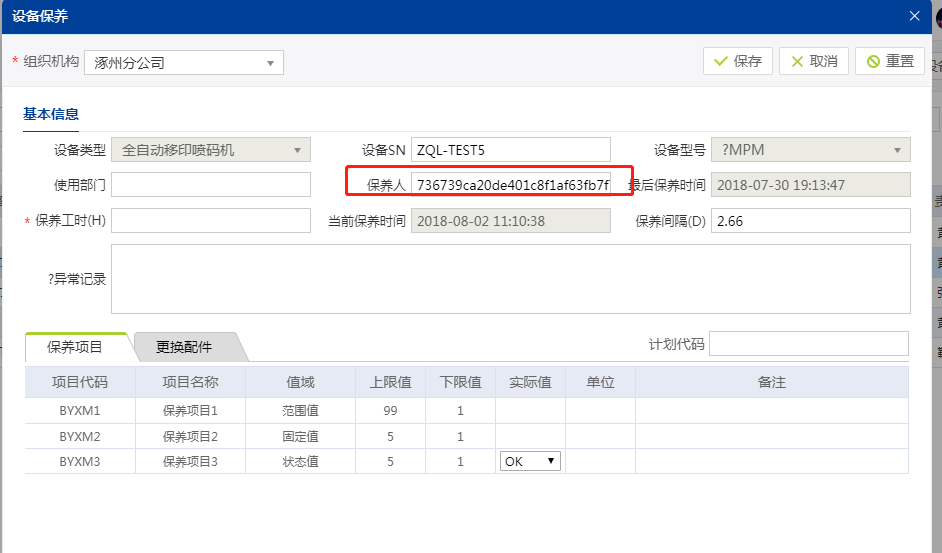 设备保养
* 组织机构 涿州分公司 保存 取消 重置
基本信息
设备类型 全自动移印喷码机 设备SN ZQL-TEST5 设备型号 ?MPM
使用部门 保养人 736739ca20de401c8f1af63fb7f 最后保养时间 2018-07-30 19:13:47
* 保养工时(H) 当前保养时间 2018-08-02 11:10:38 保养间隔(D) 2.66
?异常记录
保养项目 更换配件 计划代码
项目代码 项目名称 值域 上限值 下限值 实际值 单位 备注
BYXM1 保养项目1 范围值 99 1
BYXM2 保养项目2 固定值 5 1
BYXM3 保养项目3 状态值 5 1 OK